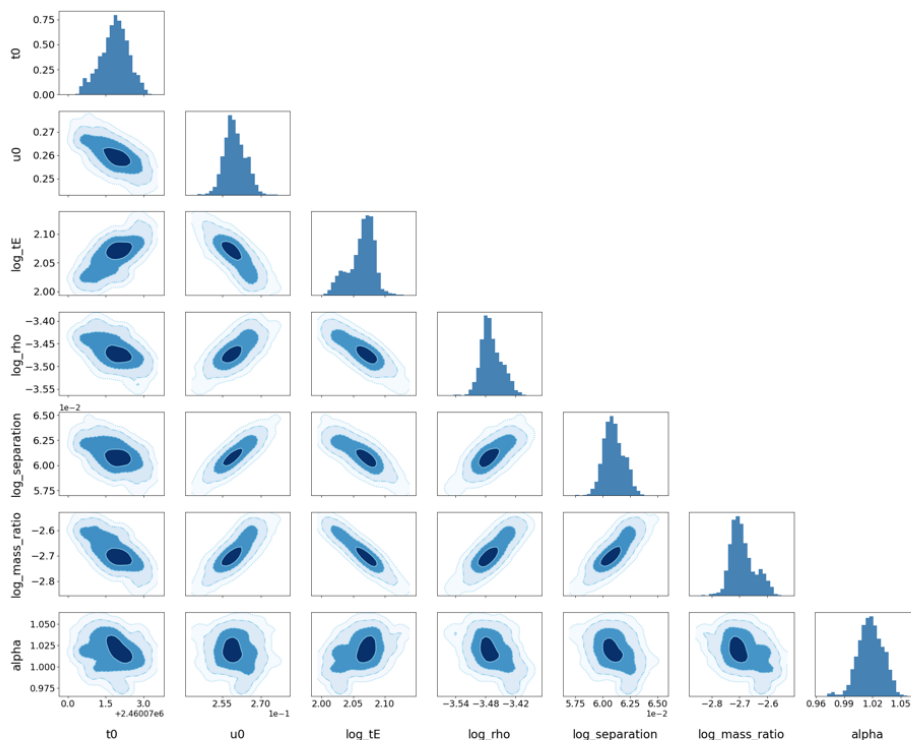 t0
0.75
0.50
0.25
0.00
u0
0.27
0.26
0.25
log_tE
2.10
2.05
2.00
log_rho
−3.40
−3.45
−3.50
−3.55
1e−2
log_separation
6.50
6.25
6.00
5.75
log_mass_ratio
−2.6
−2.7
−2.8
alpha
1.050
1.025
1.000
0.975
0.0 1.5 3.0 2.55 2.70 2.00 2.05 2.10 −3.54 −3.48 −3.42 5.75 6.00 6.25 6.50 −2.8 −2.7 −2.6 0.96 0.99 1.02 1.05
+2.46007e6 1e−1 1e−2
t0 u0 log_tE log_rho log_separation log_mass_ratio alpha